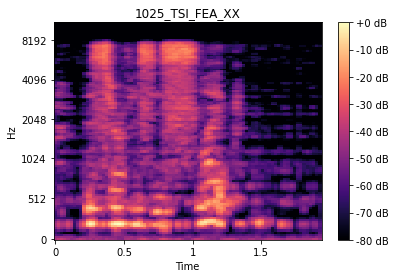 1025_TSI_FEA_XX
Hz
8192
4096
2048
1024
512
0
0
0.5
1
1.5
Time
+0 dB
-10 dB
-20 dB
-30 dB
-40 dB
-50 dB
-60 dB
-70 dB
-80 dB